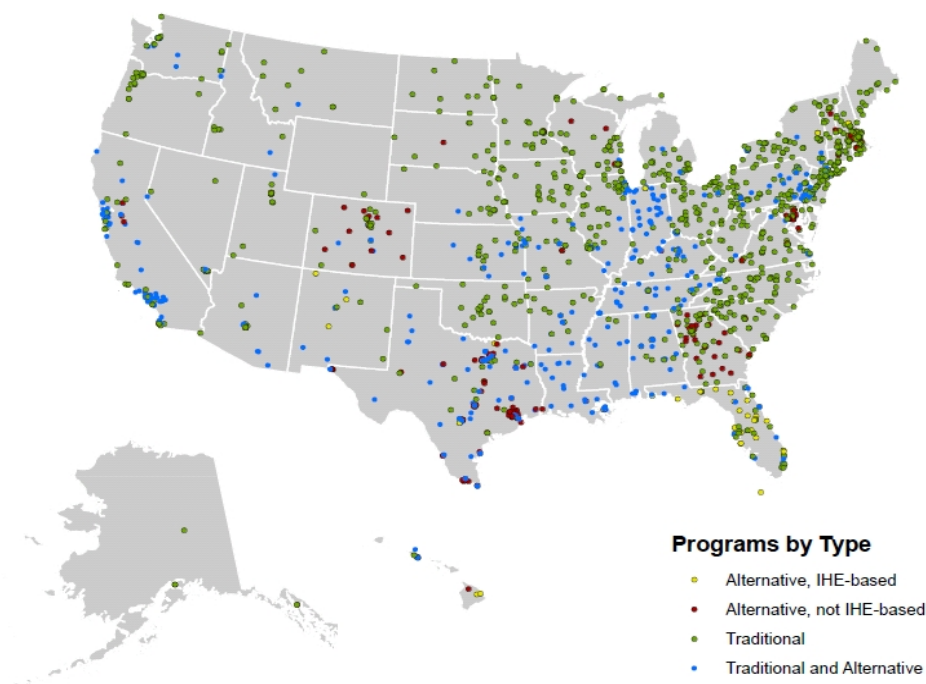 Programs by Type
Alternative, IHE-based
Alternative, not IHE-based
Traditional
Traditional and Alternative